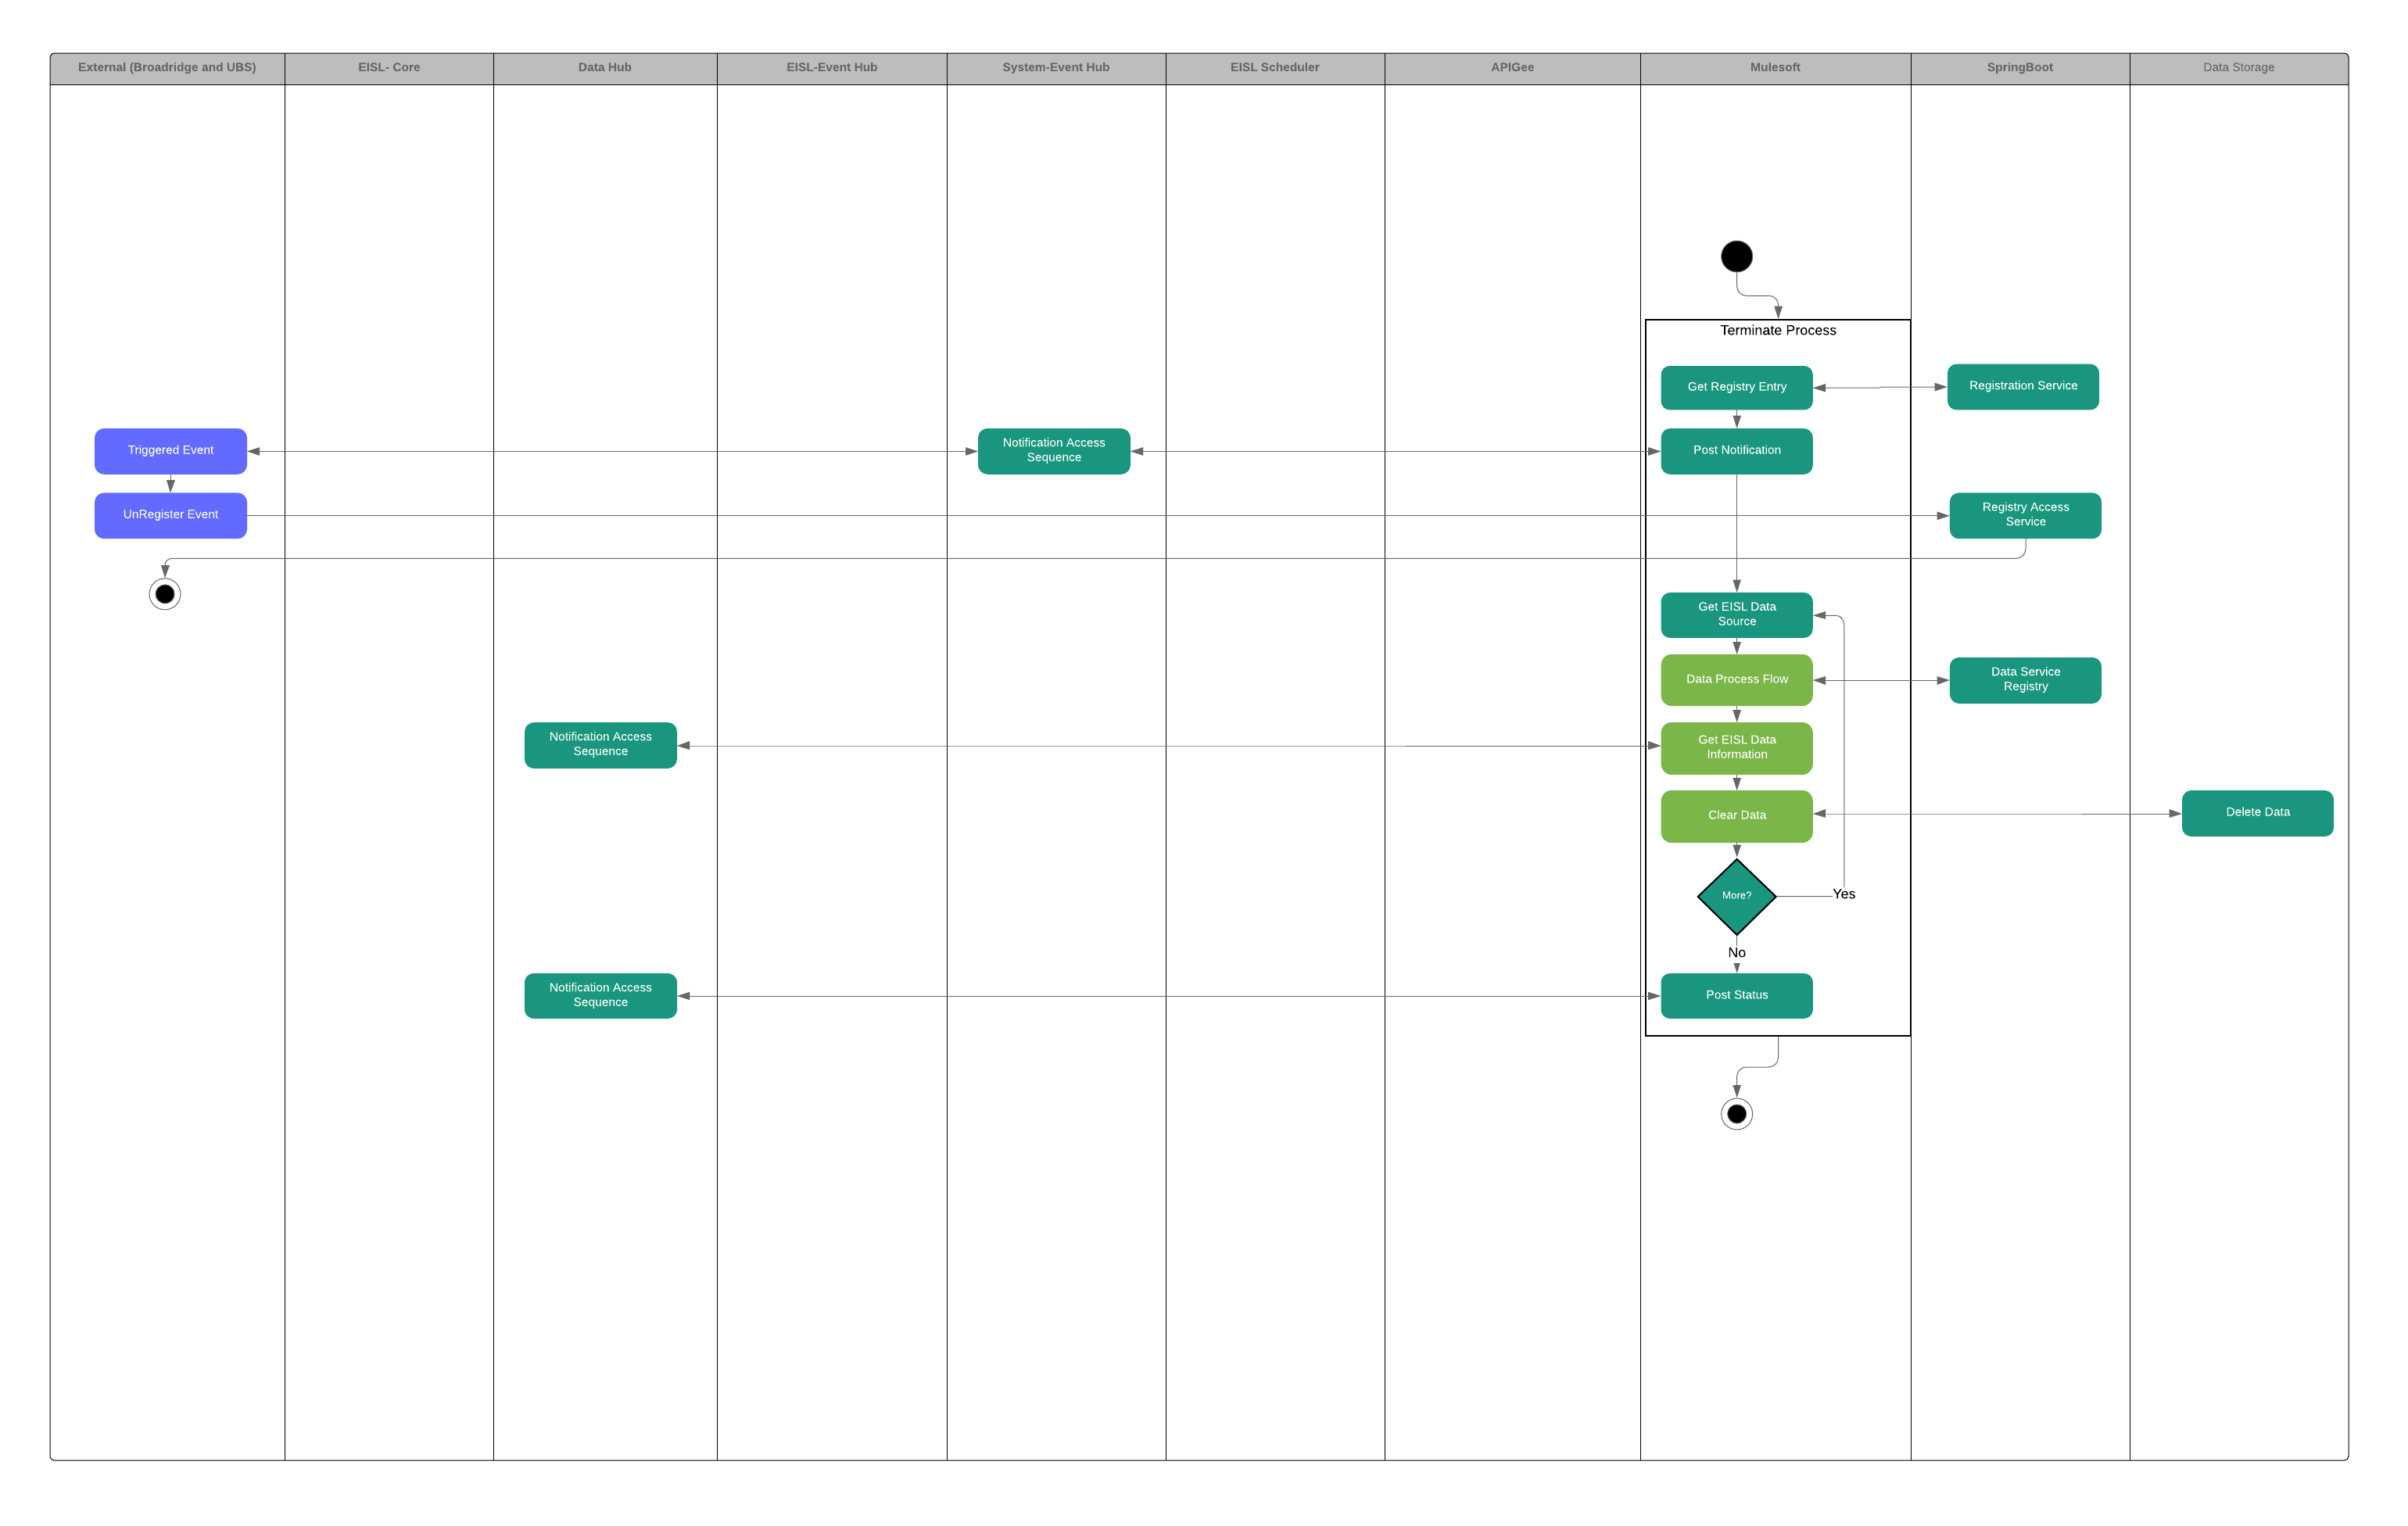 External (Broadridge and UBS)
EISL- Core
Data Hub
EISL-Event Hub
System-Event Hub
EISL Scheduler
APIGee
Mulesoft
SpringBoot
Data Storage
Terminate Process
Get Registry Entry
Registration Service
Triggered Event
Notification Access
Sequence
Post Notification
UnRegister Event
Registry Access
Service
Get EISL Data
Source
Data Process Flow
Data Service
Registry
Notification Access
Sequence
Get EISL Data
Information
Clear Data
Delete Data
More?
Yes
No
Notification Access
Sequence
Post Status